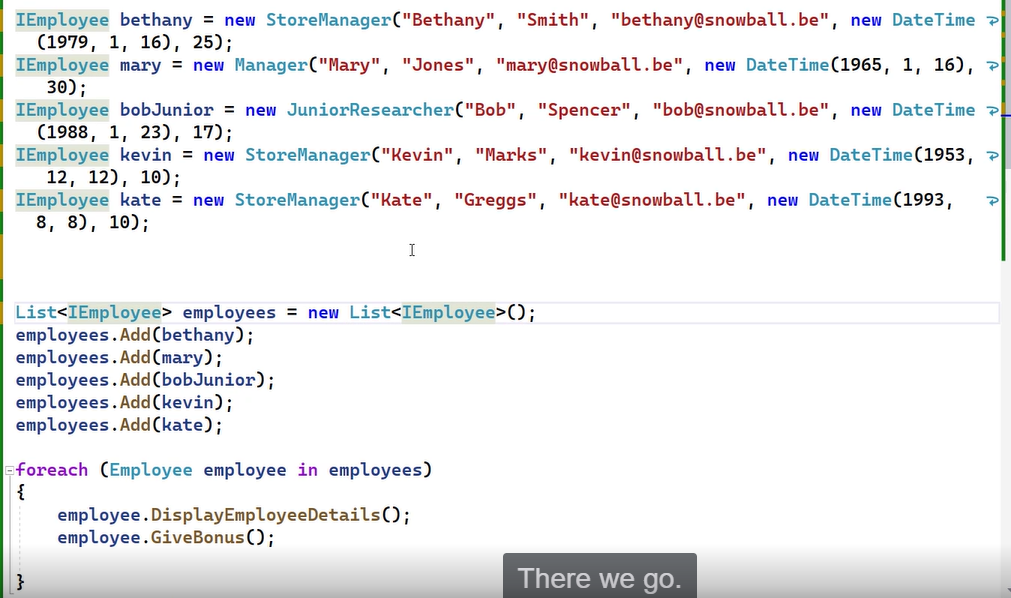 IEmployee bethany = new StoreManager("Bethany", "Smith", "bethany@snowball.be", new DateTime
(1979, 1, 16), 25);
IEmployee mary = new Manager("Mary", "Jones", "mary@snowball.be", new DateTime(1965, 1, 16),
30);
IEmployee bobJunior = new JuniorResearcher("Bob", "Spencer", "bob@snowball.be", new DateTime
(1988, 1, 23), 17);
IEmployee kevin = new StoreManager("Kevin", "Marks", "kevin@snowball.be", new DateTime(1953,
12, 12), 10);
IEmployee kate = new StoreManager("Kate", "Greggs", "kate@snowball.be", new DateTime(1993,
8, 8), 10);
List<IEmployee> employees = new List<IEmployee>();
employees.Add(bethany);
employees.Add(mary);
employees.Add(bobJunior);
employees.Add(kevin);
employees.Add(kate);
foreach (Employee employee in employees)
{
employee.DisplayEmployeeDetails();
employee.GiveBonus();
}
There we go.